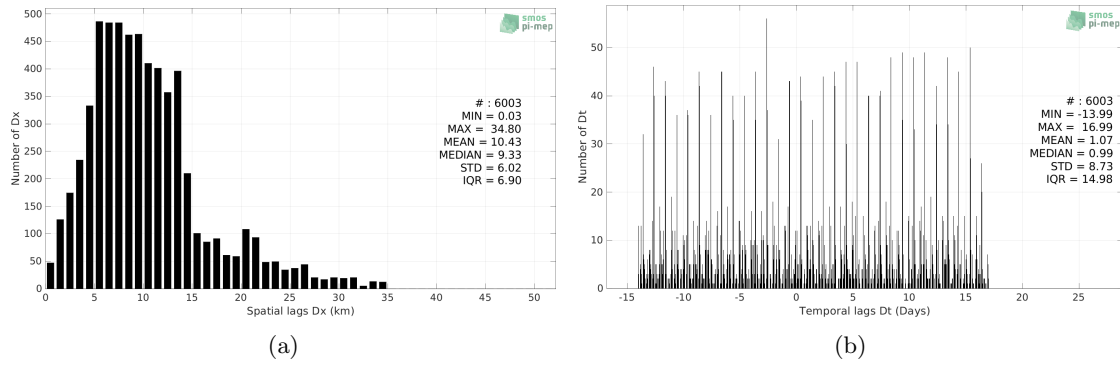 500
450
400
350
300
250
200
150
100
50
0
Number of Dx
0 5 10 15 20 25 30 35 40 45 50
Spatial lags Dx (km)
smos
pi-mep
# : 6003
MIN = 0.03
MAX = 34.80
MEAN = 10.43
MEDIAN = 9.33
STD = 6.02
IQR = 6.90
(a)
50
40
30
20
10
0
Number of Dt
-15 -10 -5 0 5 10 15 20 25
Temporal lags Dt (Days)
smos
pi-mep
# : 6003
MIN = -13.99
MAX = 16.99
MEAN = 1.07
MEDIAN = 0.99
STD = 8.73
IQR = 14.98
(b)